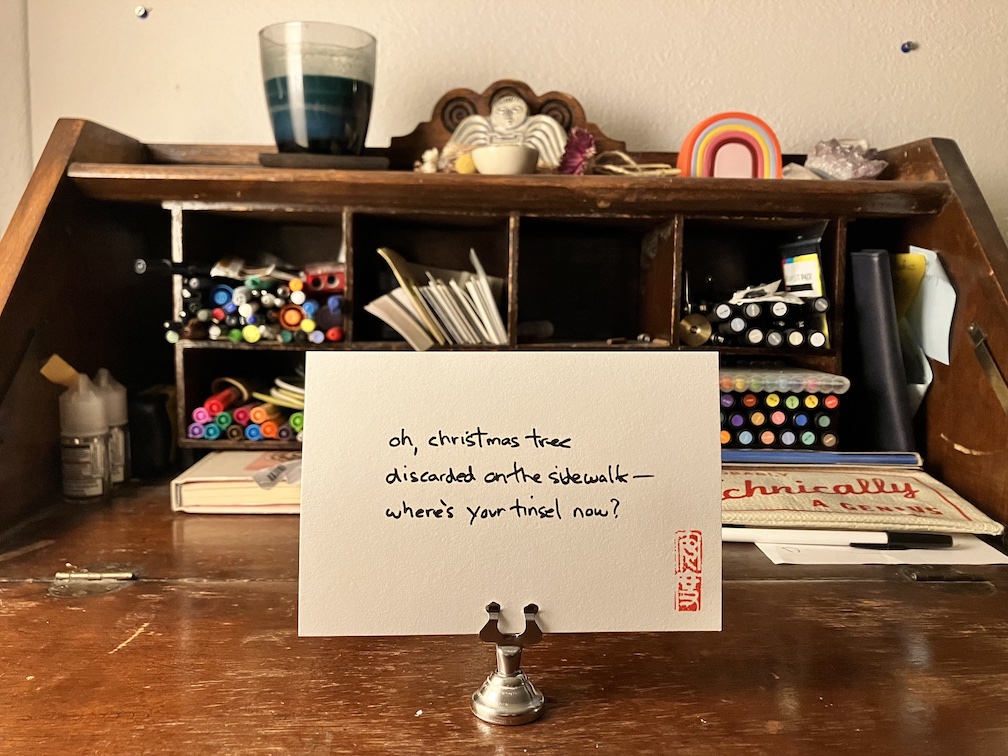 oh, christmas tree
discarded on the sidewalk—
where's your tinsel now?
chnically
A GENIUS